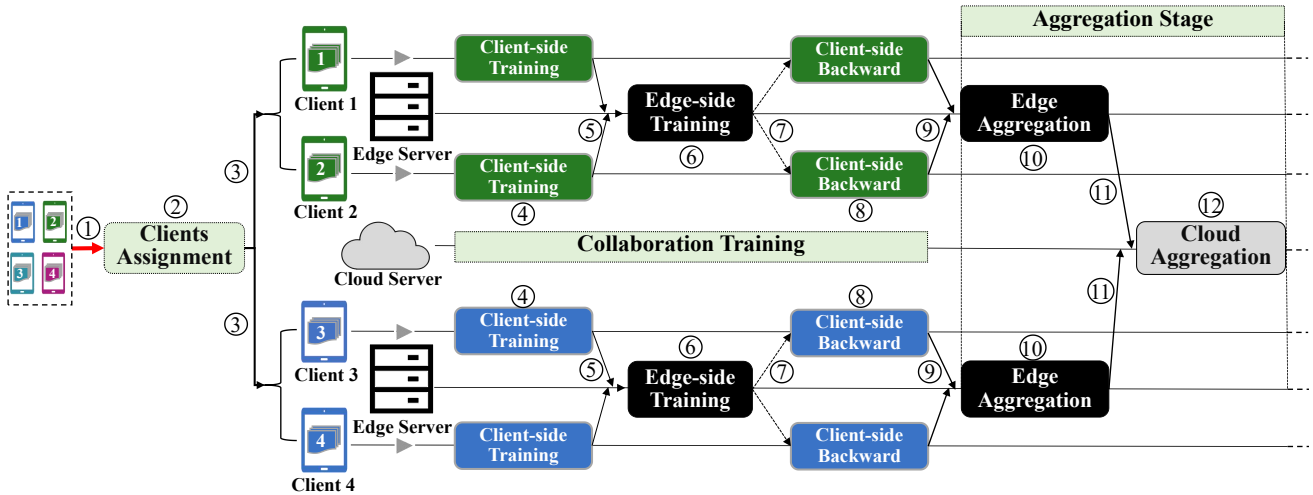 Aggregation Stage
1
Client 1
Client-side
Training
Client-side
Backward
Edge Server
⑤
Edge-side
Training
⑥
⑦
⑨
Edge
Aggregation
⑩
③
2
Client 2
Client-side
Training
④
Client-side
Backward
⑧
⑪
1
2
3
4
①
②
Clients
Assignment
Cloud Server
Collaboration Training
⑫
Cloud
Aggregation
③
3
Client 3
④
Client-side
Training
⑧
Client-side
Backward
⑪
Edge Server
⑤
⑥
Edge-side
Training
⑦
⑨
⑩
Edge
Aggregation
4
Client 4
Client-side
Training
Client-side
Backward